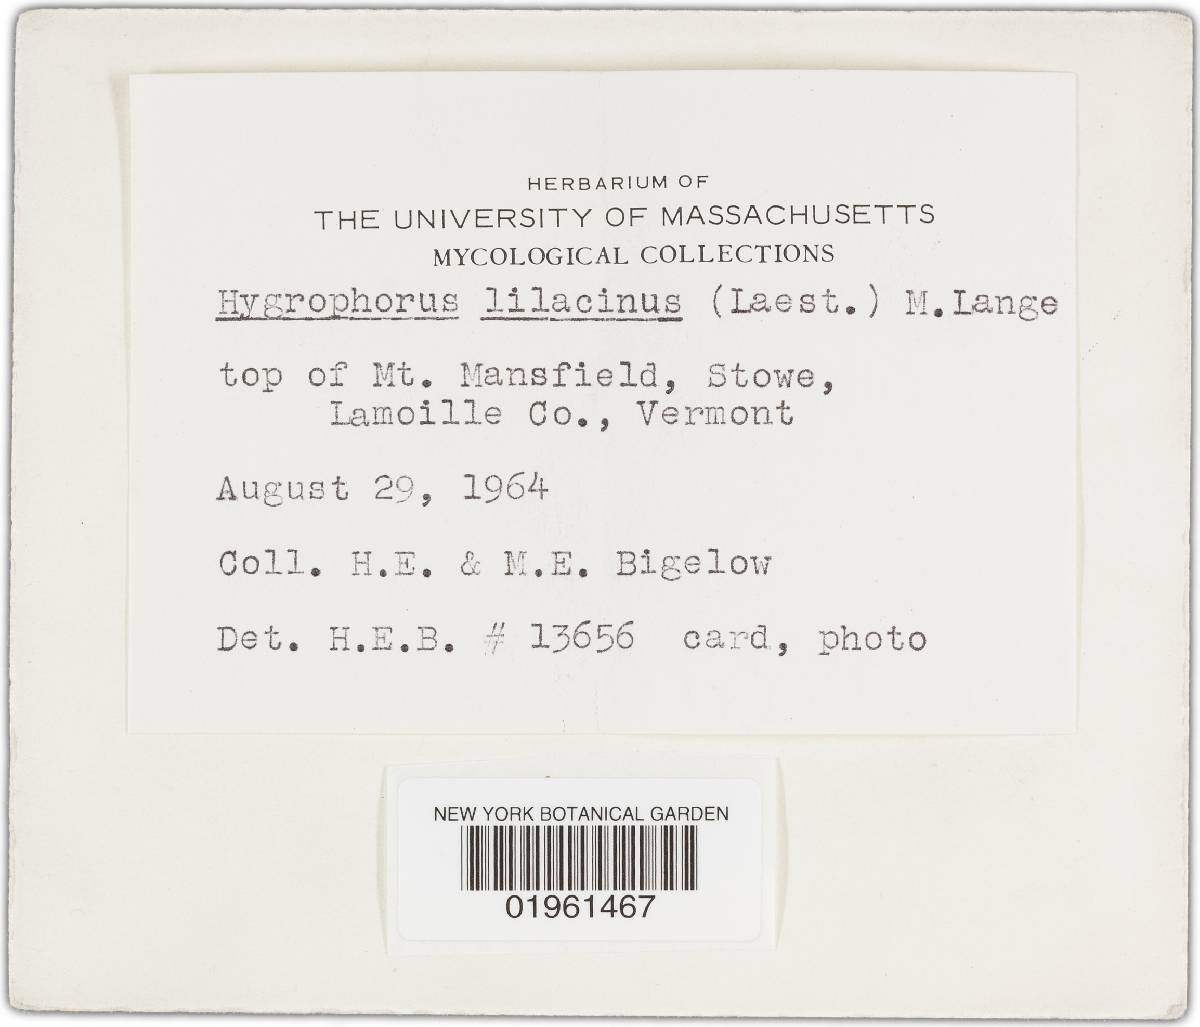 HERBARIUM OF
THE UNIVERSITY OF MASSACHUSETTS
MYCOLOGICAL COLLECTIONS
Hygrophorus lilacinus (Laest.) M.Lange
top of Mt. Mansfield, Stowe,
Lamoille Co., Vermont
August 29, 1964
Coll. H.E. & M.E. Bigelow
Det. H.E.B. # 13656 card, photo
NEW YORK BOTANICAL GARDEN
01961467